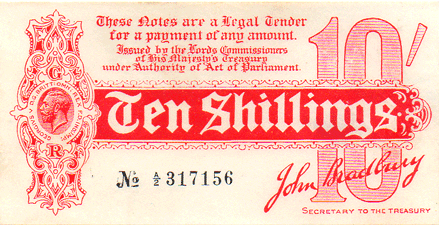 These Notes are a Legal Tender
for a payment of any amount.
Issued by the Lords Commissioners
of His Majesty's Treasury
under Authority of Act of Parliament.
10/
G
R
Ten Shillings
№ A/2 317156
John Bradbury
10
SECRETARY TO THE TREASURY